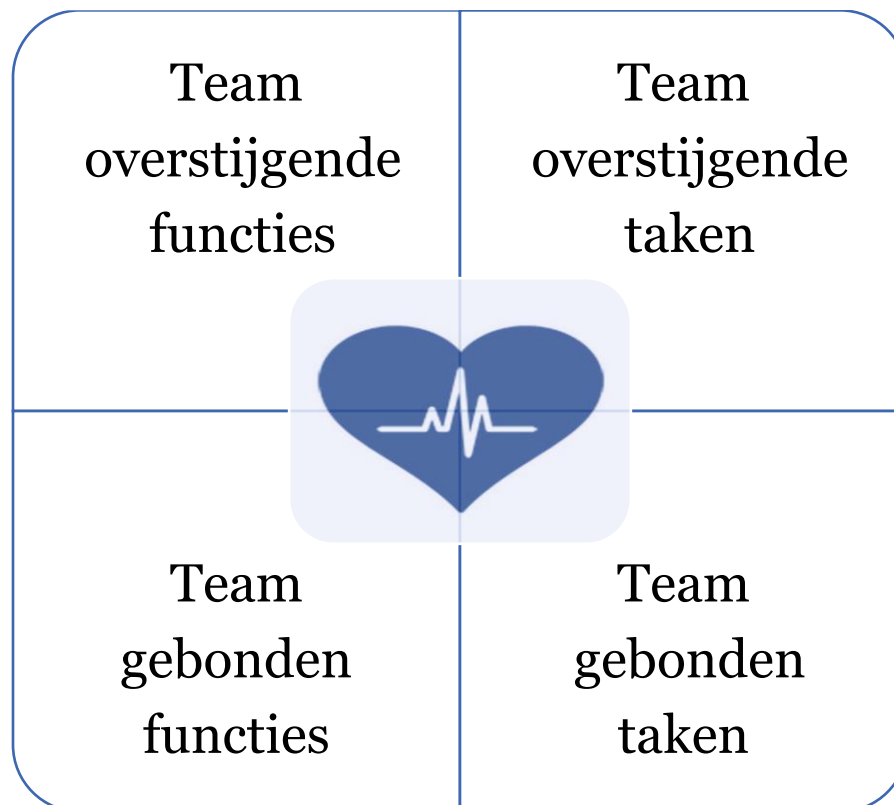 Team
overstijgende
functies
Team
overstijgende
taken
Team
gebonden
functies
Team
gebonden
taken